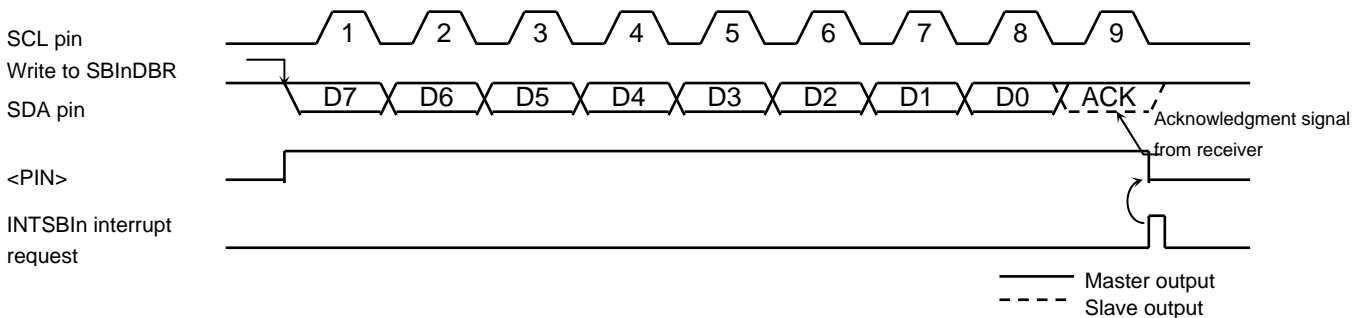 SCL pin
1 2 3 4 5 6 7 8 9
Write to SBInDBR
SDA pin
D7 D6 D5 D4 D3 D2 D1 D0 ACK
Acknowledgment signal
from receiver
<PIN>
INTSBIn interrupt
request
Master output
Slave output